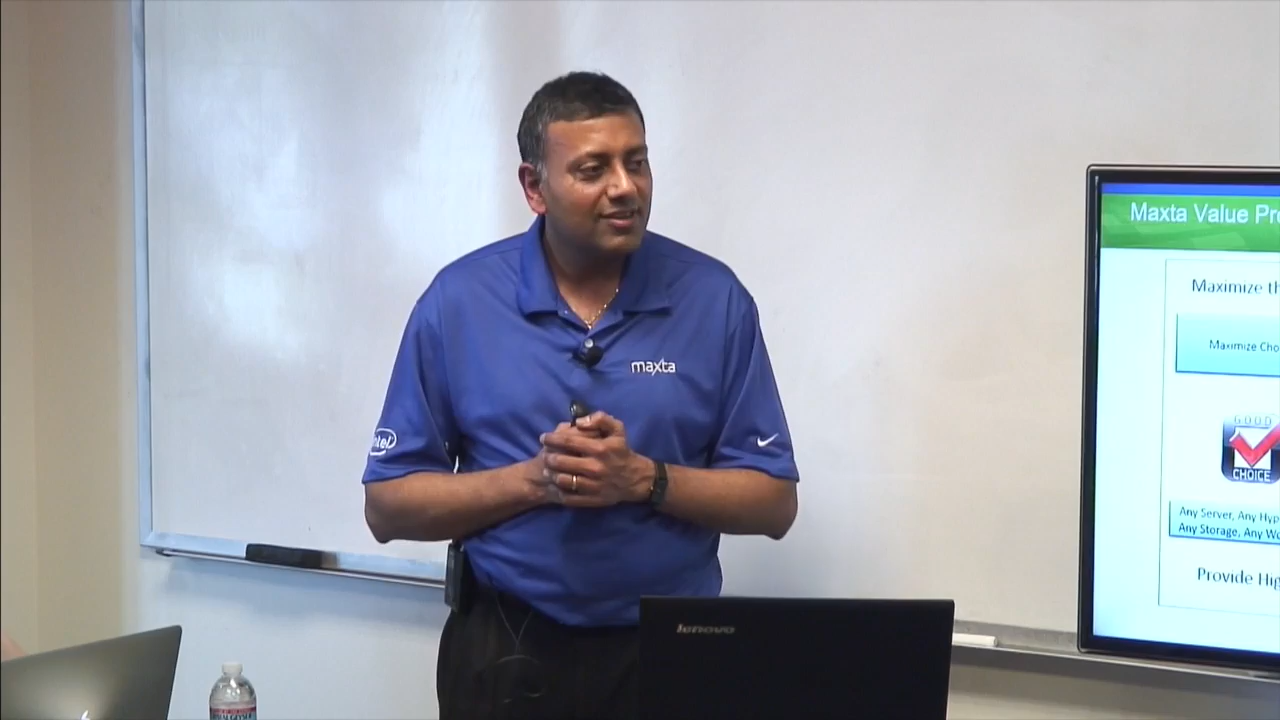 maxta
intel
lenovo
Maxta Value Pr
Maximize th
Maximize Cho
GOOD
CHOICE
Any Server, Any Hyp
Any Storage, Any Wo
Provide Hig